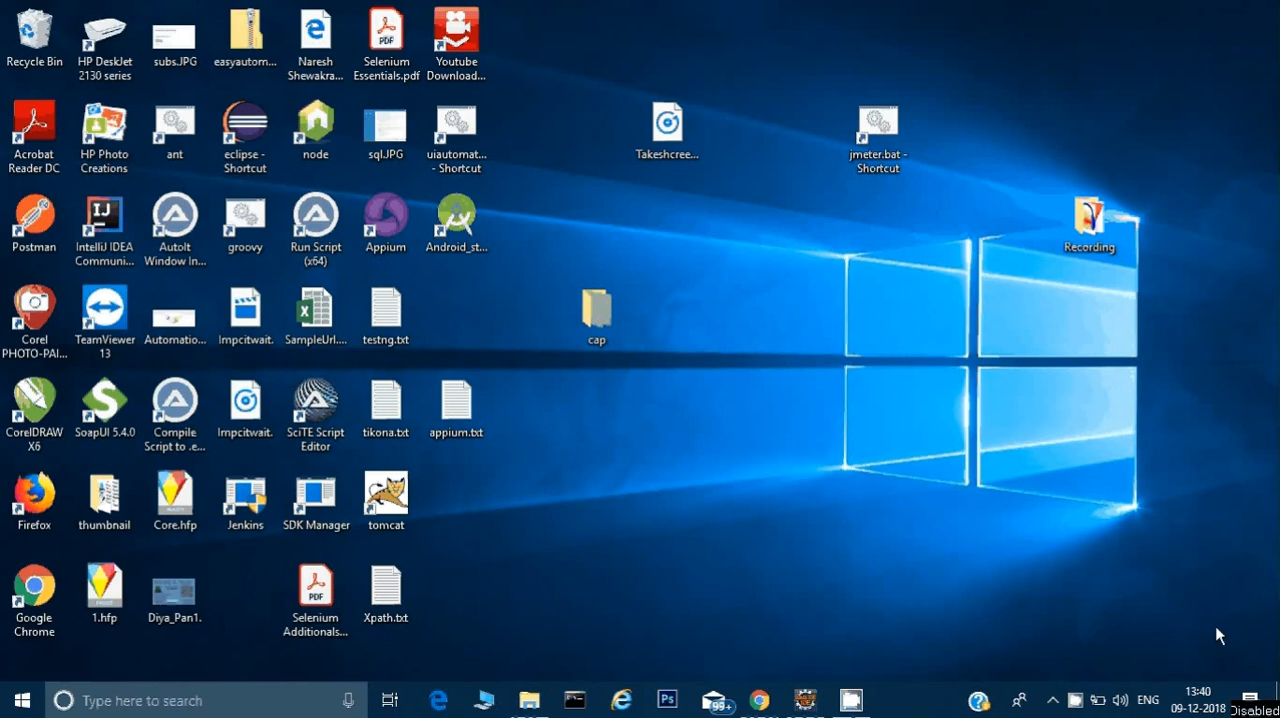 Recycle Bin
HP DeskJet
2130 series
subs.JPG
easyautom...
Naresh
Shewakra...
Selenium
Essentials.pdf
Youtube
Download...
Acrobat
Reader DC
HP Photo
Creations
ant
eclipse -
Shortcut
node
sql.JPG
uiautomat...
- Shortcut
Takeshcree...
jmeter.bat -
Shortcut
Postman
IntelliJ IDEA
Communi...
AutoIt
Window In...
groovy
Run Script
(x64)
Appium
Android_st...
Recording
Corel
PHOTO-PAI...
TeamViewer
13
Automatio...
Impcitwait.
SampleUrl....
testng.txt
cap
CorelDRAW
X6
SoapUI 5.4.0
Compile
Script to .e...
Impcitwait.
SciTE Script
Editor
tikona.txt
appium.txt
Firefox
thumbnail
Core.hfp
Jenkins
SDK Manager
tomcat
Google
Chrome
1.hfp
Diya_Pan1.
Selenium
Additionals...
Xpath.txt
Type here to search
99+
ENG
13:40
09-12-2018
Disabled